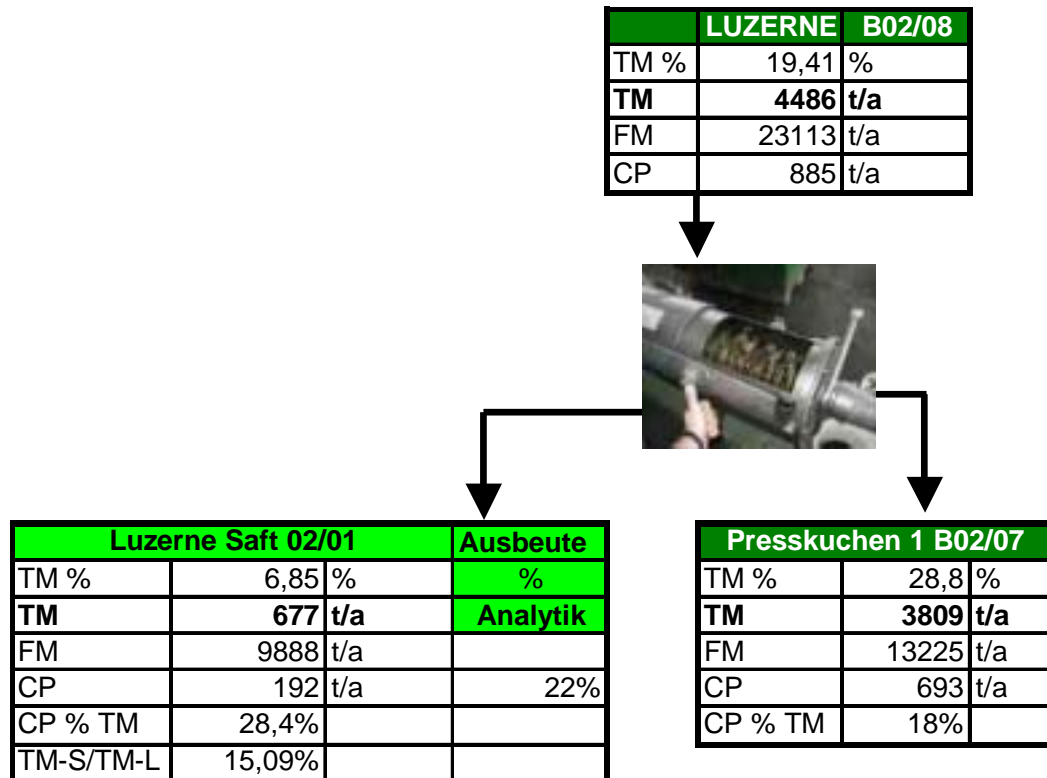 LUZERNE B02/08
TM % 19,41 %
TM 4486 t/a
FM 23113 t/a
CP 885 t/a
Luzerne Saft 02/01 Ausbeute
TM % 6,85 % %
TM 677 t/a Analytik
FM 9888 t/a
CP 192 t/a 22%
CP % TM 28,4%
TM-S/TM-L 15,09%
Presskuchen 1 B02/07
TM % 28,8 %
TM 3809 t/a
FM 13225 t/a
CP 693 t/a
CP % TM 18%